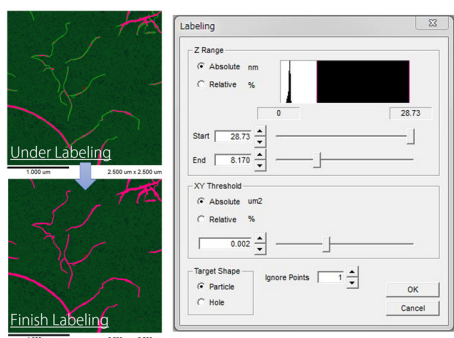 Under Labeling
1.000 um
2.500 um x 2.500 um
Finish Labeling
Labeling
Z Range
Absolute nm
Relative %
0
28.73
Start 28.73
End 8.170
XY Threshold
Absolute um2
Relative %
0.002
Target Shape
Particle
Hole
Ignore Points 1
OK
Cancel